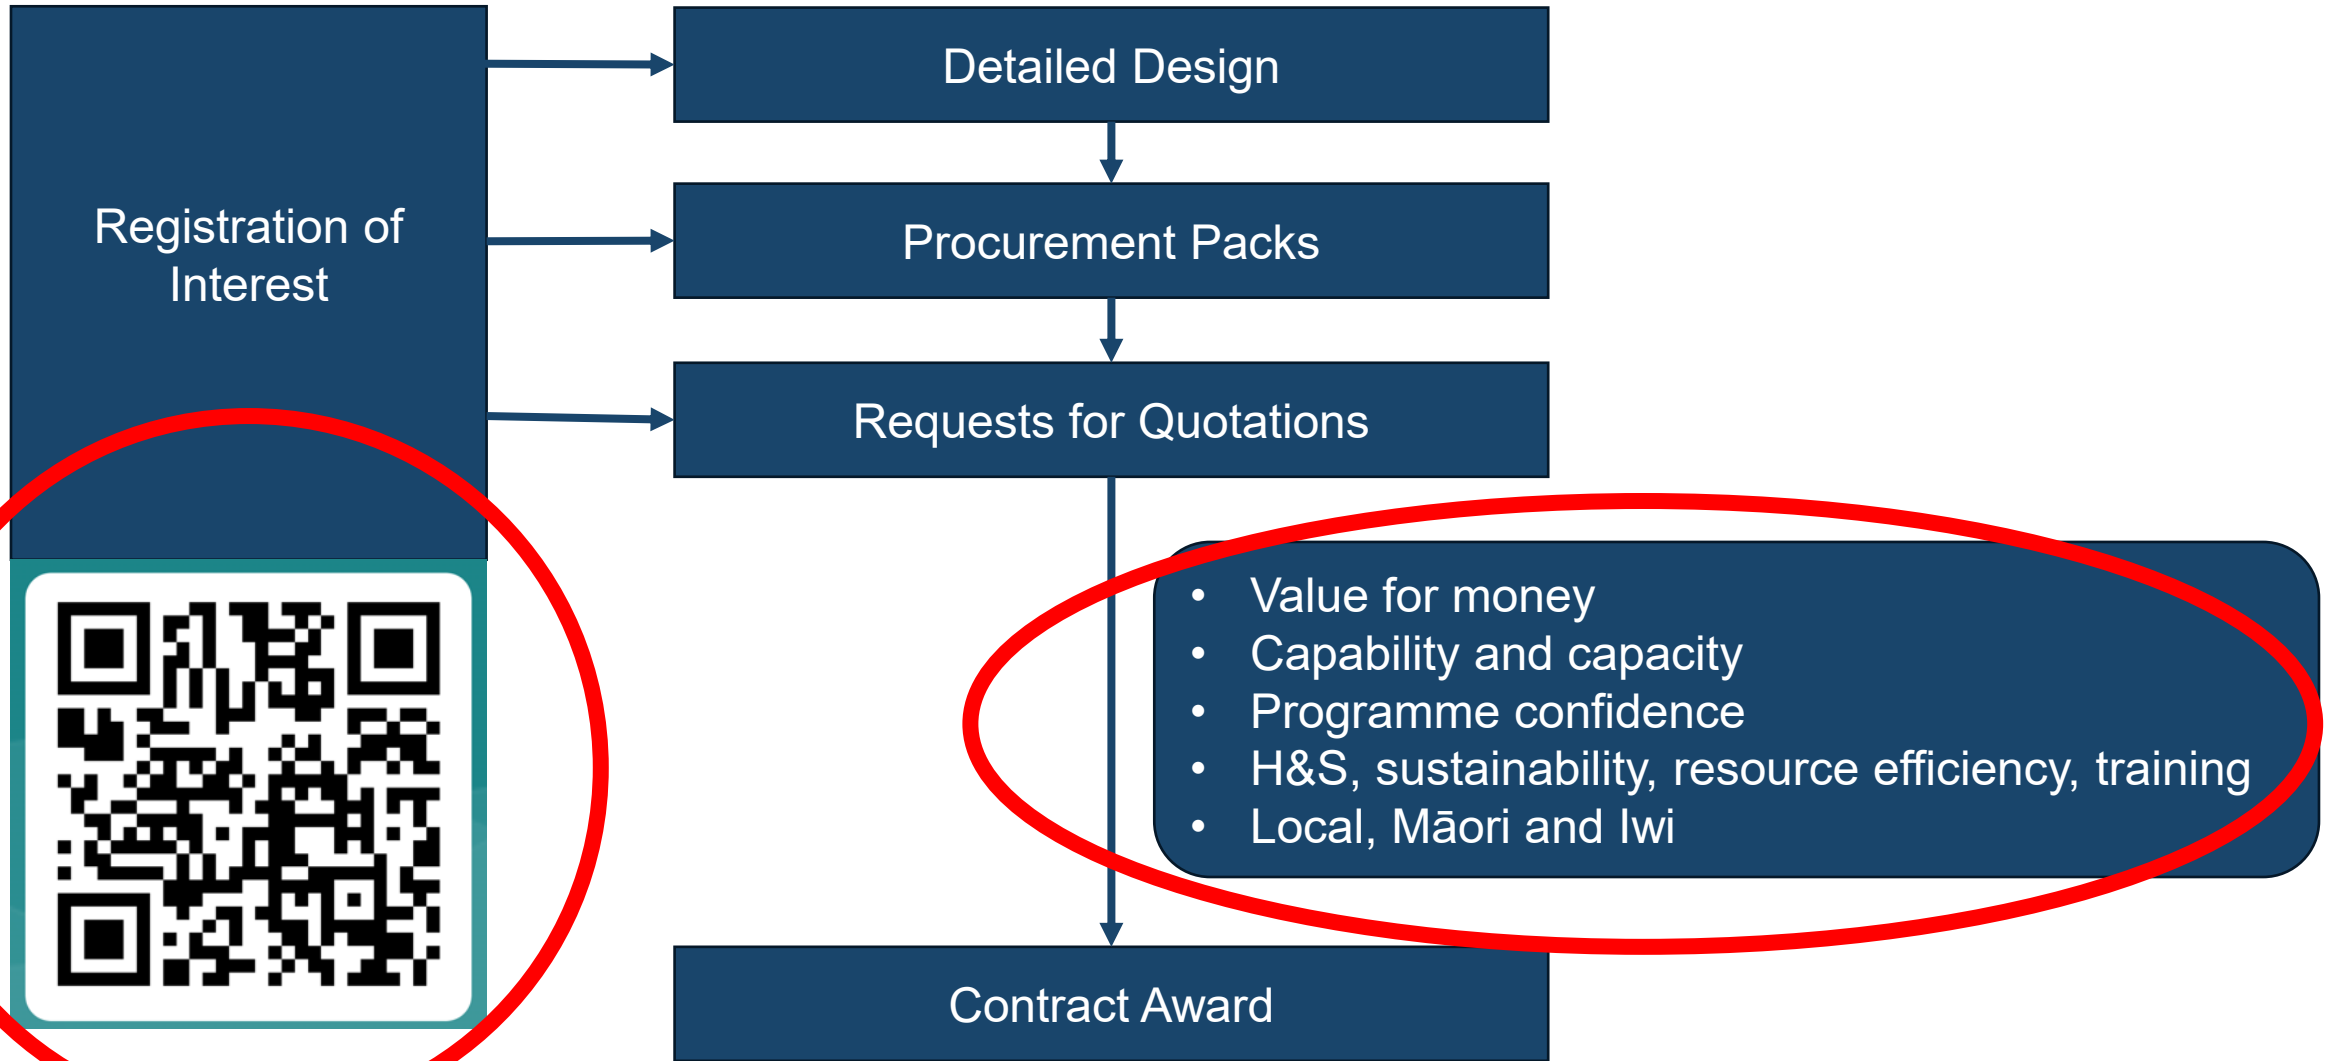 Registration of
Interest
Detailed Design
Procurement Packs
Requests for Quotations
• Value for money
• Capability and capacity
• Programme confidence
• H&S, sustainability, resource efficiency, training
• Local, Māori and Iwi
Contract Award